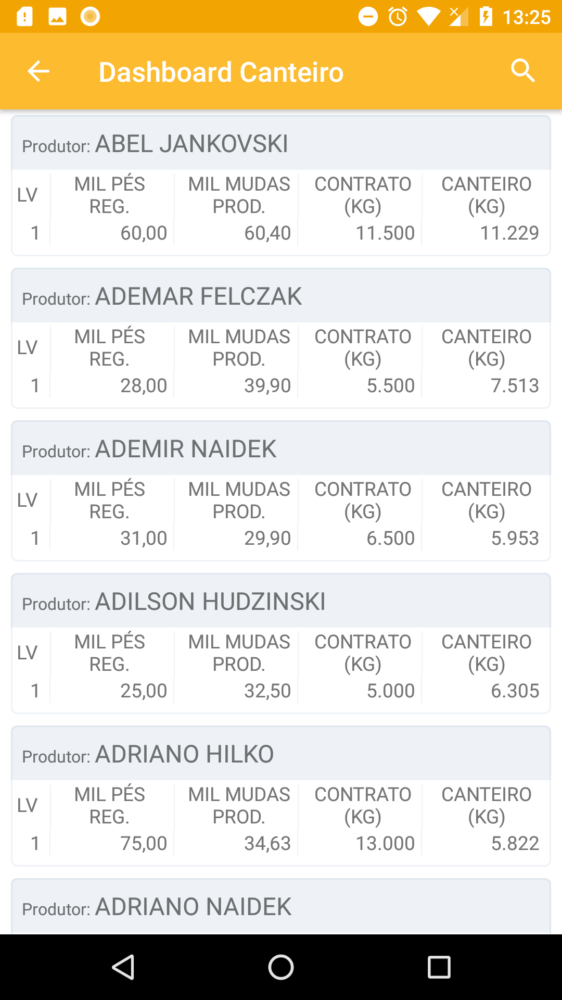 13:25
Dashboard Canteiro
Produtor: ABEL JANKOVSKI
LV MIL PÉS REG. MIL MUDAS PROD. CONTRATO (KG) CANTEIRO (KG)
1 60,00 60,40 11.500 11.229
Produtor: ADEMAR FELCZAK
LV MIL PÉS REG. MIL MUDAS PROD. CONTRATO (KG) CANTEIRO (KG)
1 28,00 39,90 5.500 7.513
Produtor: ADEMIR NAIDEK
LV MIL PÉS REG. MIL MUDAS PROD. CONTRATO (KG) CANTEIRO (KG)
1 31,00 29,90 6.500 5.953
Produtor: ADILSON HUDZINSKI
LV MIL PÉS REG. MIL MUDAS PROD. CONTRATO (KG) CANTEIRO (KG)
1 25,00 32,50 5.000 6.305
Produtor: ADRIANO HILKO
LV MIL PÉS REG. MIL MUDAS PROD. CONTRATO (KG) CANTEIRO (KG)
1 75,00 34,63 13.000 5.822
Produtor: ADRIANO NAIDEK